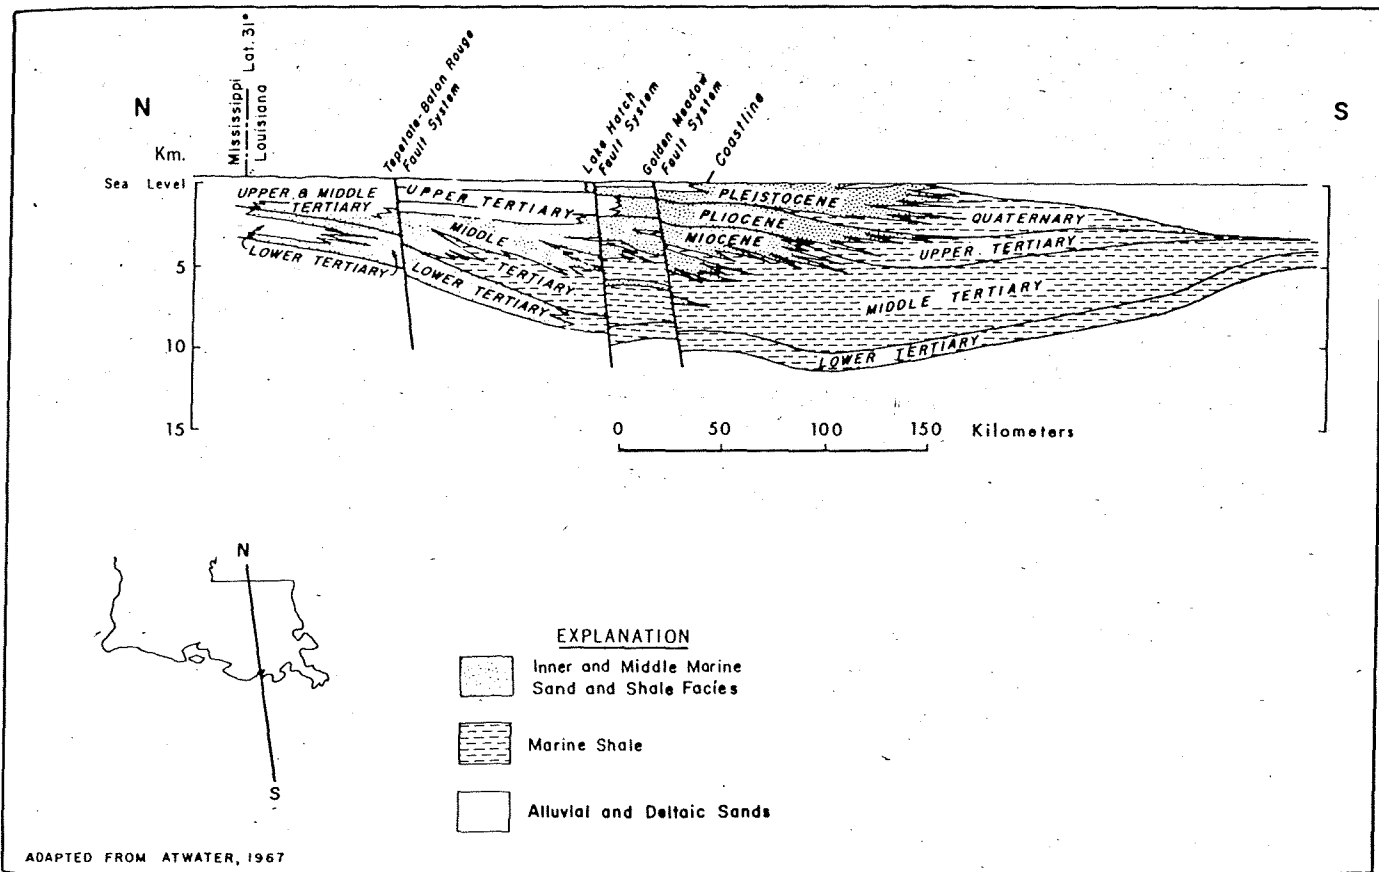 Mississippi
Louisiana
Lat. 31°
Tepetate-Baton Rouge
Fault System
Lake Hatch
Fault System
Golden Meadow
Fault System
Coastline
N
S
Km.
Sea Level
5
10
15
UPPER & MIDDLE
TERTIARY
LOWER TERTIARY
UPPER TERTIARY
MIDDLE
TERTIARY
LOWER TERTIARY
PLEISTOCENE
PLIOCENE
MIOCENE
QUATERNARY
UPPER TERTIARY
MIDDLE TERTIARY
LOWER TERTIARY
0 50 100 150 Kilometers
N
S
EXPLANATION
Inner and Middle Marine
Sand and Shale Facies
Marine Shale
Alluvial and Deltaic Sands
ADAPTED FROM ATWATER, 1967